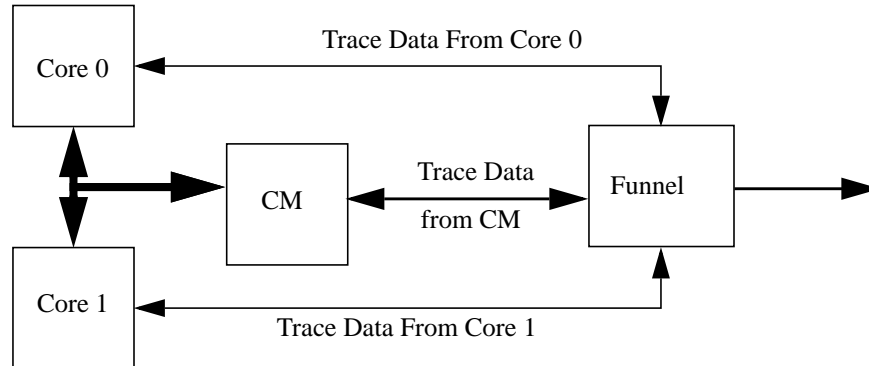 Trace Data From Core 0
Core 0
Trace Data
from CM
CM
Funnel
Core 1
Trace Data From Core 1